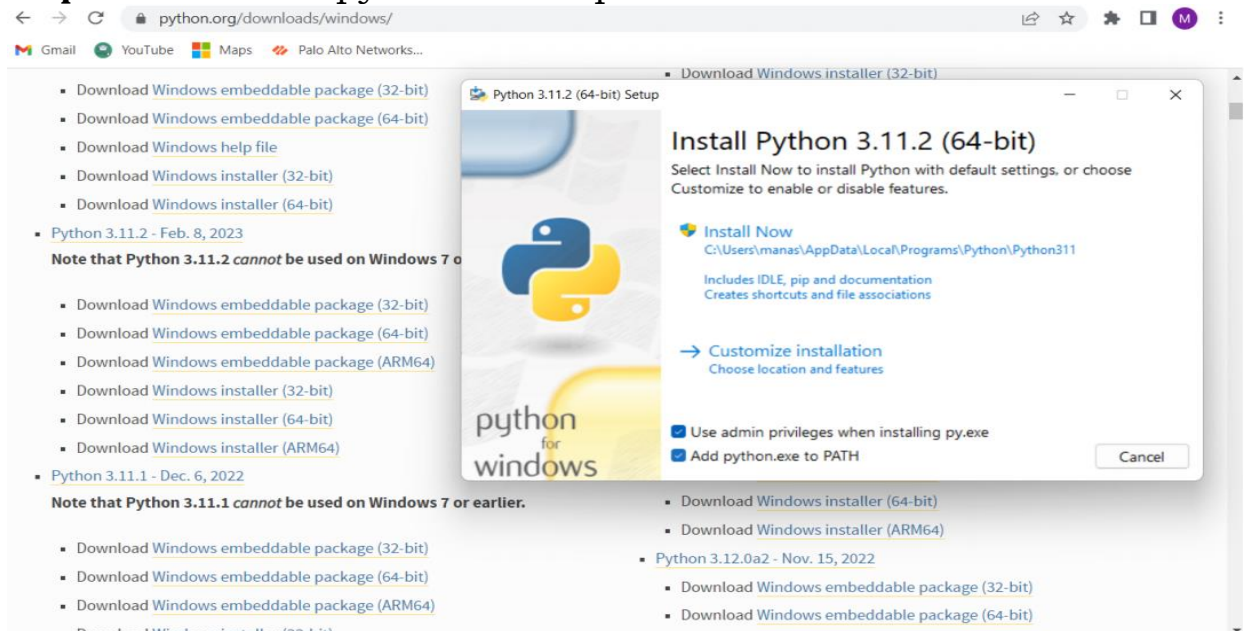 py
python.org/downloads/windows/
M
Gmail
YouTube
Maps
Palo Alto Networks...
Download Windows embeddable package (32-bit)
Download Windows embeddable package (64-bit)
Download Windows help file
Download Windows installer (32-bit)
Download Windows installer (64-bit)
Python 3.11.2 - Feb. 8, 2023
Note that Python 3.11.2 cannot be used on Windows 7 o
Download Windows embeddable package (32-bit)
Download Windows embeddable package (64-bit)
Download Windows embeddable package (ARM64)
Download Windows installer (32-bit)
Download Windows installer (64-bit)
Download Windows installer (ARM64)
Python 3.11.1 - Dec. 6, 2022
Note that Python 3.11.1 cannot be used on Windows 7 or earlier.
Download Windows embeddable package (32-bit)
Download Windows embeddable package (64-bit)
Download Windows embeddable package (ARM64)
Download Windows installer (32-bit)
Python 3.11.2 (64-bit) Setup
Install Python 3.11.2 (64-bit)
Select Install Now to install Python with default settings, or choose
Customize to enable or disable features.
Install Now
C:\Users\manas\AppData\Local\Programs\Python\Python311
Includes IDLE, pip and documentation
Creates shortcuts and file associations
Customize installation
Choose location and features
python
for
windows
Use admin privileges when installing py.exe
Add python.exe to PATH
Cancel
Download Windows installer (64-bit)
Download Windows installer (ARM64)
Python 3.12.0a2 - Nov. 15, 2022
Download Windows embeddable package (32-bit)
Download Windows embeddable package (64-bit)